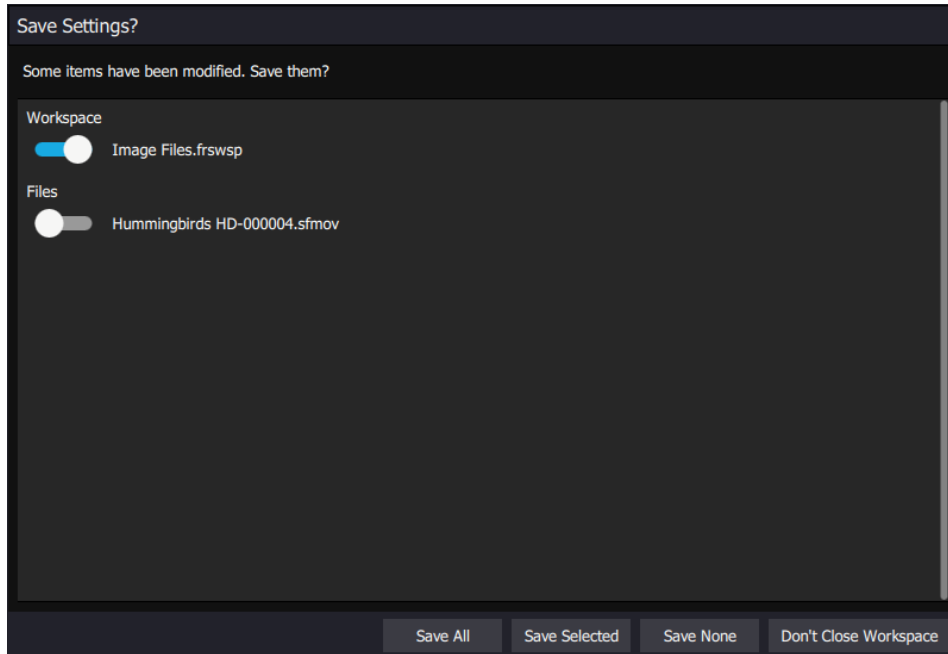 Save Settings?
Some items have been modified. Save them?
Workspace
Image Files.frswsp
Files
Hummingbirds HD-000004.sfmov
Save All Save Selected Save None Don't Close Workspace